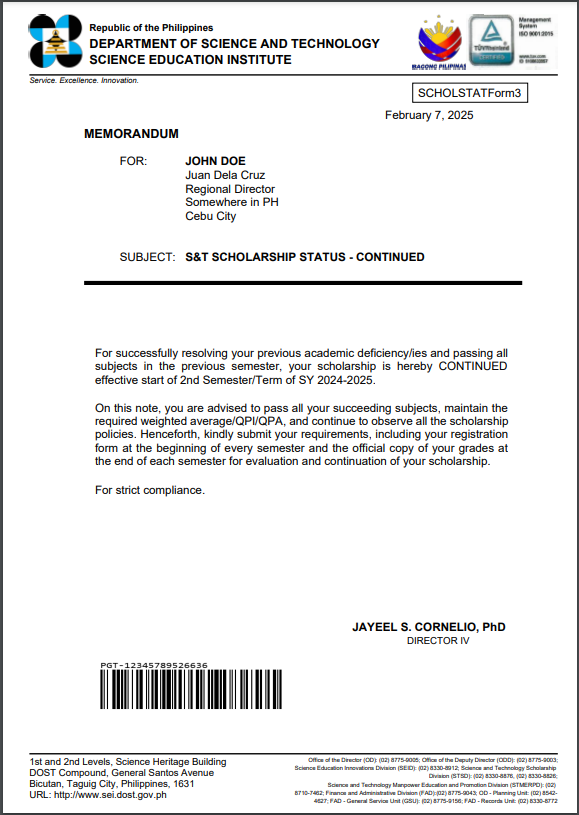 Republic of the Philippines
DEPARTMENT OF SCIENCE AND TECHNOLOGY
SCIENCE EDUCATION INSTITUTE
Service. Excellence. Innovation.
BAGONG PILIPINAS
TÜVRheinland
CERTIFIED
Management
System
ISO 9001:2015
www.tuv.com
SCHOLSTATForm3
February 7, 2025
MEMORANDUM
FOR: JOHN DOE
Juan Dela Cruz
Regional Director
Somewhere in PH
Cebu City
SUBJECT: S&T SCHOLARSHIP STATUS - CONTINUED
For successfully resolving your previous academic deficiency/ies and passing all
subjects in the previous semester, your scholarship is hereby CONTINUED
effective start of 2nd Semester/Term of SY 2024-2025.
On this note, you are advised to pass all your succeeding subjects, maintain the
required weighted average/QPI/QPA, and continue to observe all the scholarship
policies. Henceforth, kindly submit your requirements, including your registration
form at the beginning of every semester and the official copy of your grades at
the end of each semester for evaluation and continuation of your scholarship.
For strict compliance.
JAYEEL S. CORNELIO, PhD
DIRECTOR IV
PGT-12345789526636
1st and 2nd Levels, Science Heritage Building
DOST Compound, General Santos Avenue
Bicutan, Taguig City, Philippines, 1631
URL: http://www.sei.dost.gov.ph
Office of the Director (OD): (02) 8775-9005; Office of the Deputy Director (ODD): (02) 8775-9003;
Science Education Innovations Division (SEID): (02) 8330-8912; Science and Technology Scholarship
Division (STSD): (02) 8330-8876, (02) 8330-8826;
Science and Technology Manpower Education and Promotion Division (STMERPD): (02)
8710-7462; Finance and Administrative Division (FAD):(02) 8775-9043; OD - Planning Unit: (02) 8542-
4627; FAD - General Service Unit (GSU): (02) 8775-9156; FAD - Records Unit: (02) 8330-8772